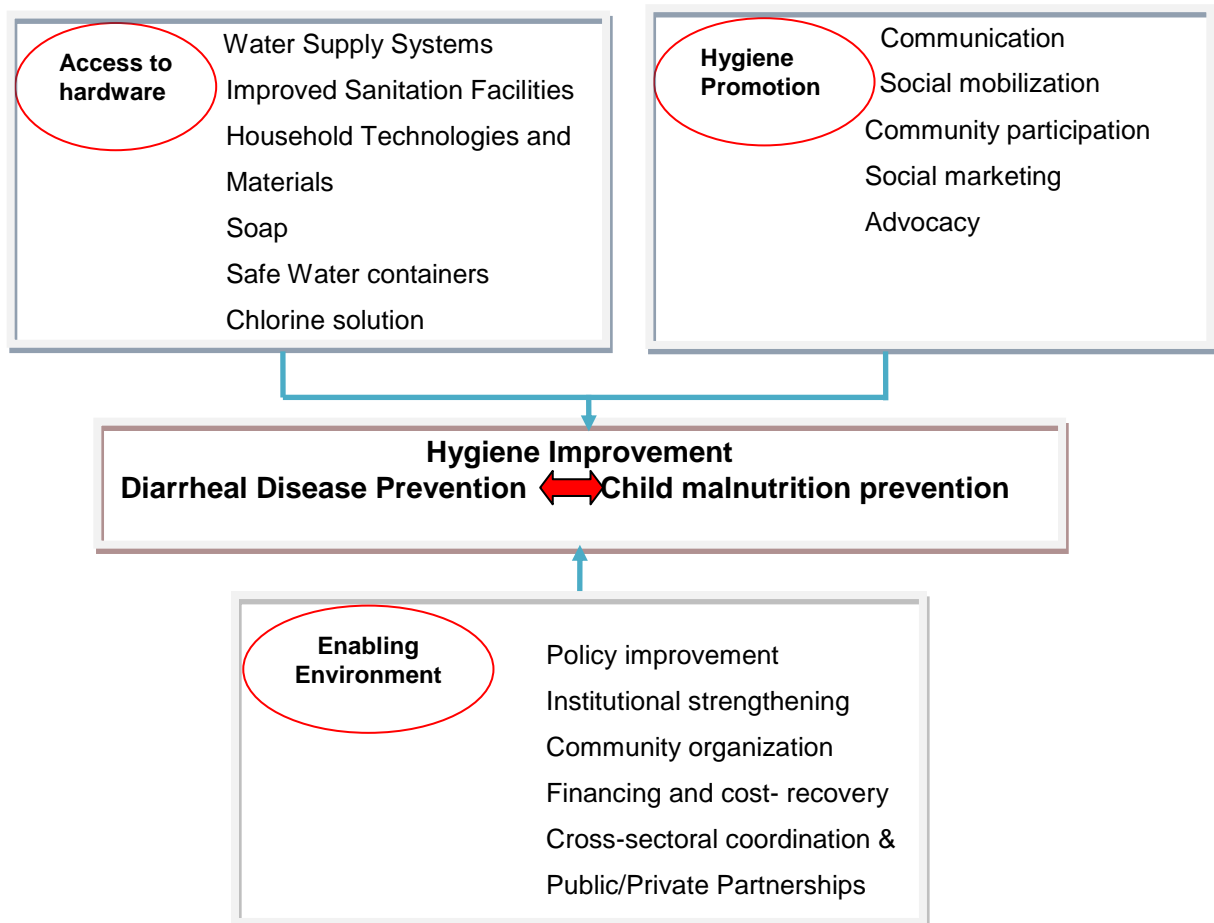 Access to
hardware
Water Supply Systems
Improved Sanitation Facilities
Household Technologies and
Materials
Soap
Safe Water containers
Chlorine solution
Hygiene
Promotion
Communication
Social mobilization
Community participation
Social marketing
Advocacy
Hygiene Improvement
Diarrheal Disease Prevention Child malnutrition prevention
Enabling
Environment
Policy improvement
Institutional strengthening
Community organization
Financing and cost- recovery
Cross-sectoral coordination &
Public/Private Partnerships